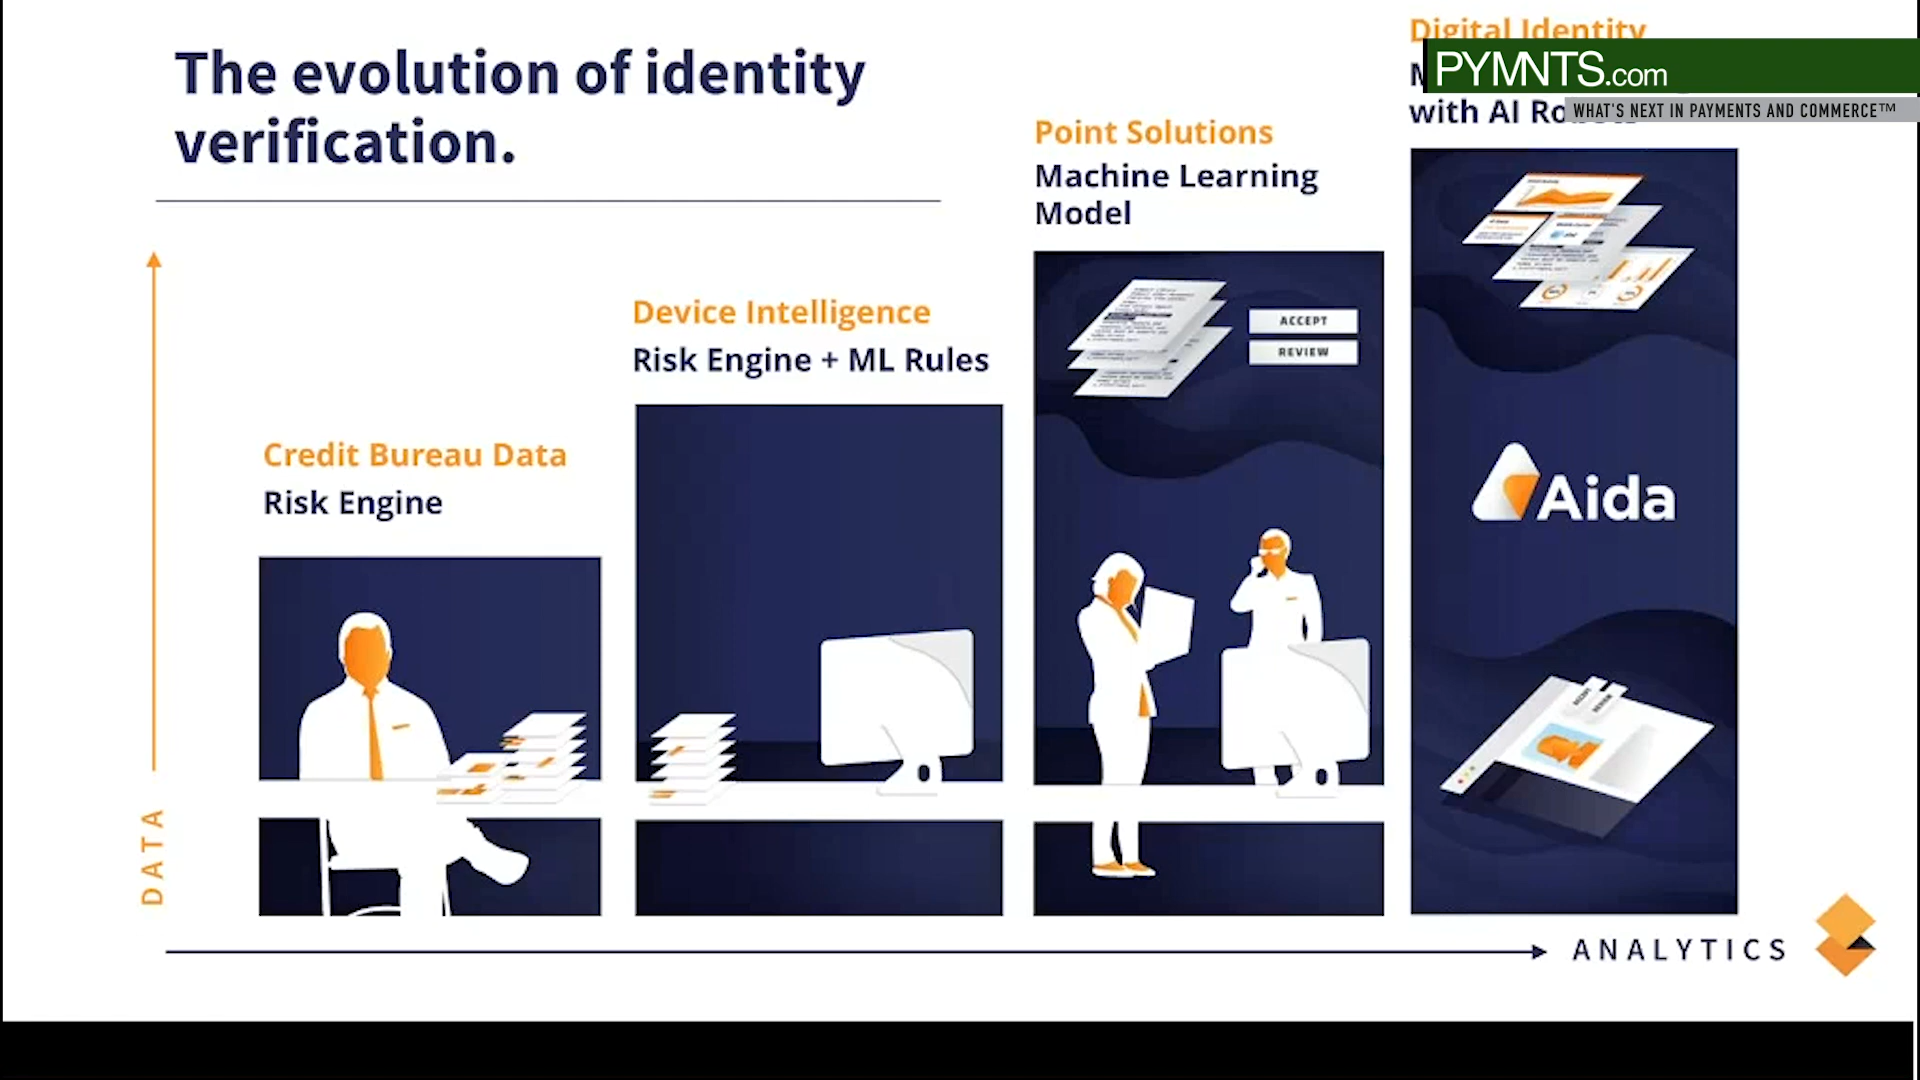 The evolution of identity
verification.
Digital Identity
PYMNTS.com
with AI
WHAT'S NEXT IN PAYMENTS AND COMMERCE™
Point Solutions
Machine Learning
Model
ACCEPT
REVIEW
Device Intelligence
Risk Engine + ML Rules
Credit Bureau Data
Risk Engine
Aida
ACCEPT
REVIEW
DATA
ANALYTICS